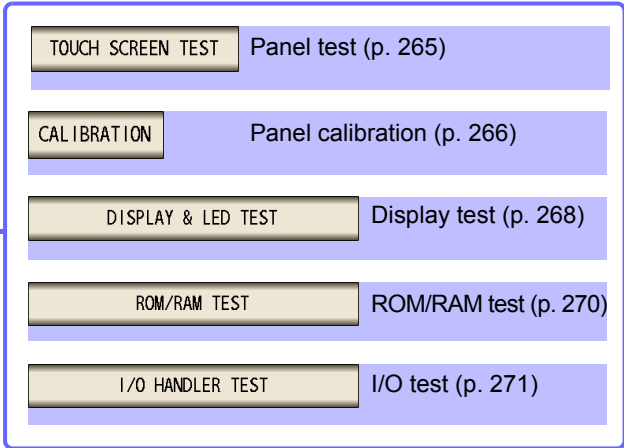 TOUCH SCREEN TEST Panel test (p. 265)
CALIBRATION Panel calibration (p. 266)
DISPLAY & LED TEST Display test (p. 268)
ROM/RAM TEST ROM/RAM test (p. 270)
I/O HANDLER TEST I/O test (p. 271)